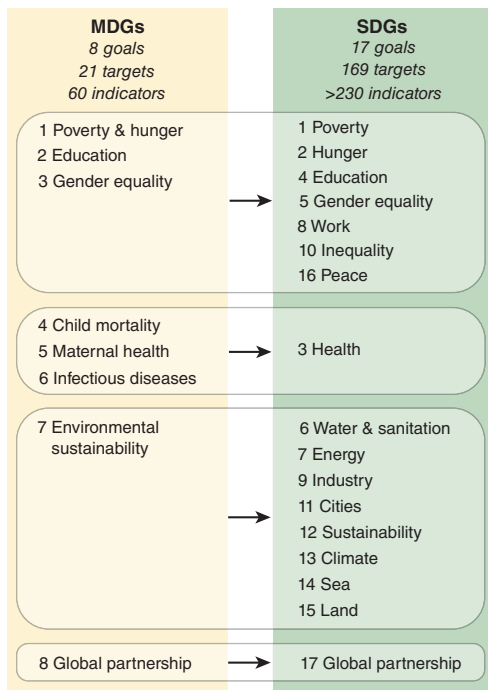 MDGs
8 goals
21 targets
60 indicators
SDGs
17 goals
169 targets
>230 indicators
1 Poverty & hunger
2 Education
3 Gender equality
1 Poverty
2 Hunger
4 Education
5 Gender equality
8 Work
10 Inequality
16 Peace
4 Child mortality
5 Maternal health
6 Infectious diseases
3 Health
7 Environmental
sustainability
6 Water & sanitation
7 Energy
9 Industry
11 Cities
12 Sustainability
13 Climate
14 Sea
15 Land
8 Global partnership
17 Global partnership